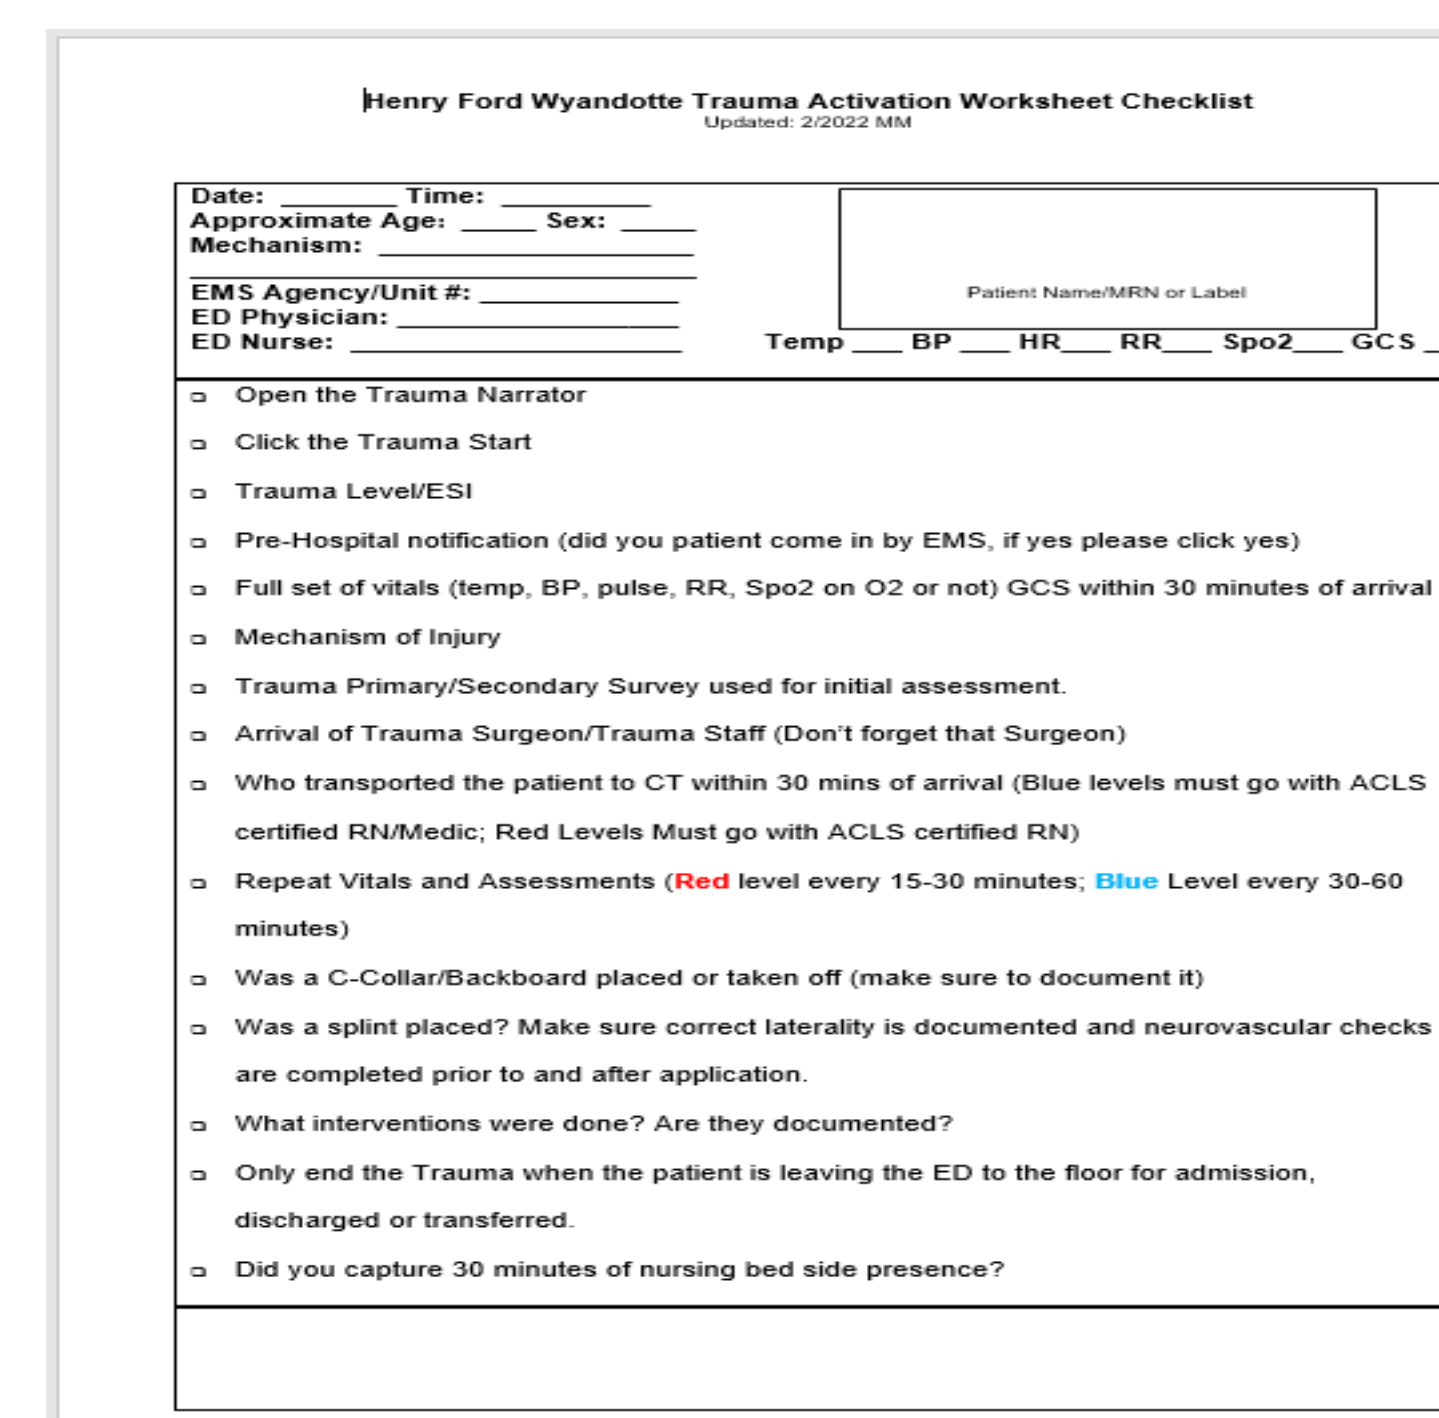 Henry Ford Wyandotte Trauma Activation Worksheet Checklist
Updated: 2/2022 MM
Date: ________ Time: __________
Approximate Age: _____ Sex: _____
Mechanism: _____________________
__________________________________
EMS Agency/Unit #: _____________
ED Physician: ___________________
Patient Name/MRN or Label
ED Nurse: ______________________ Temp ___ BP ___ HR___ RR___ Spo2___ GCS _
Open the Trauma Narrator
Click the Trauma Start
Trauma Level/ESI
Pre-Hospital notification (did you patient come in by EMS, if yes please click yes)
Full set of vitals (temp, BP, pulse, RR, Spo2 on O2 or not) GCS within 30 minutes of arrival
Mechanism of Injury
Trauma Primary/Secondary Survey used for initial assessment.
Arrival of Trauma Surgeon/Trauma Staff (Don't forget that Surgeon)
Who transported the patient to CT within 30 mins of arrival (Blue levels must go with ACLS
certified RN/Medic; Red Levels Must go with ACLS certified RN)
Repeat Vitals and Assessments (Red level every 15-30 minutes; Blue Level every 30-60
minutes)
Was a C-Collar/Backboard placed or taken off (make sure to document it)
Was a splint placed? Make sure correct laterality is documented and neurovascular checks
are completed prior to and after application.
What interventions were done? Are they documented?
Only end the Trauma when the patient is leaving the ED to the floor for admission,
discharged or transferred.
Did you capture 30 minutes of nursing bed side presence?